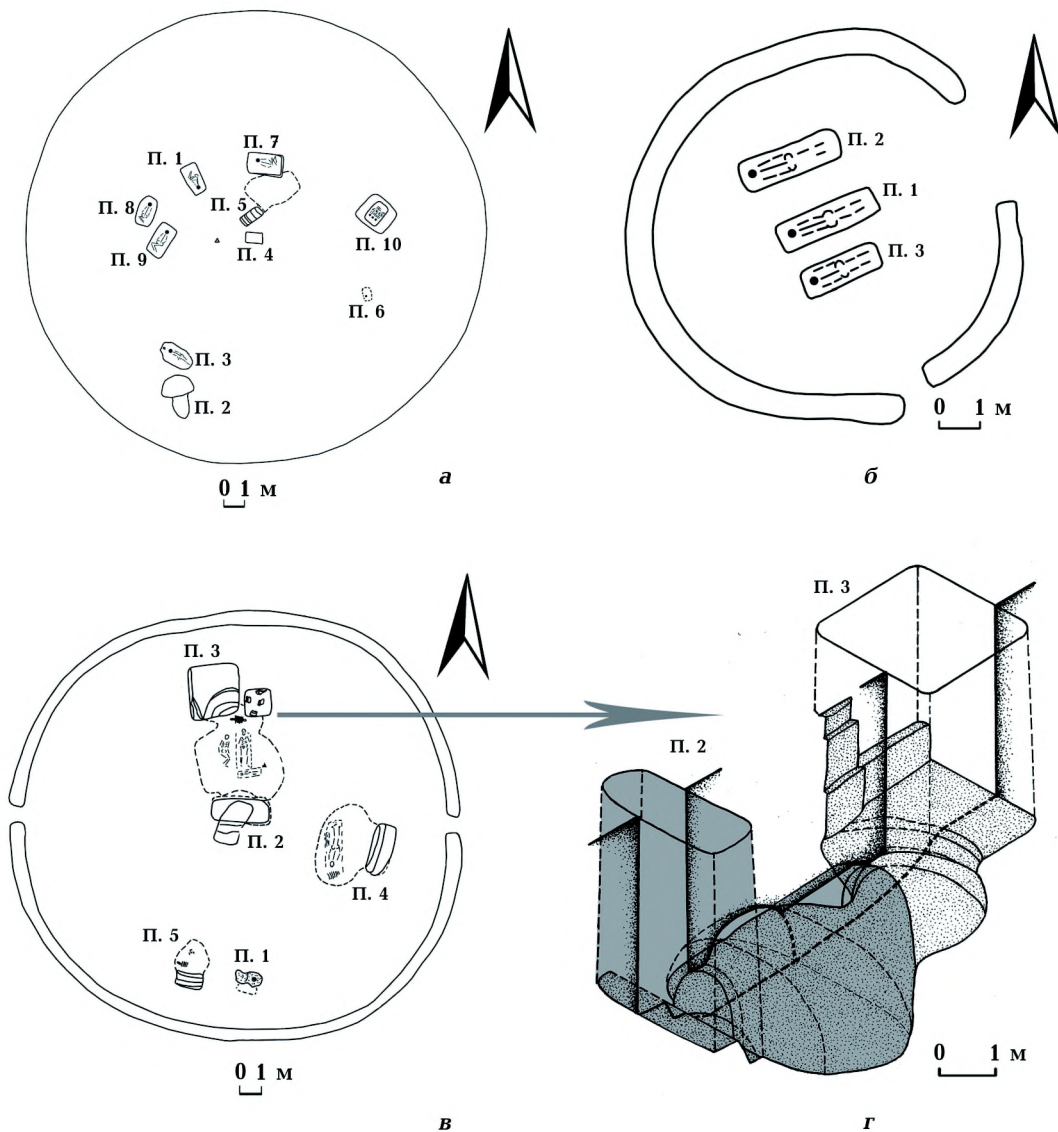 П. 7
П. 1
П. 5
П. 8
П. 9
П. 4
П. 10
П. 6
П. 3
П. 2
0 1 м
а
П. 2
П. 1
П. 3
0 1 м
б
П. 3
П. 2
П. 4
П. 5
П. 1
0 1 м
в
П. 3
П. 2
0 1 м
г